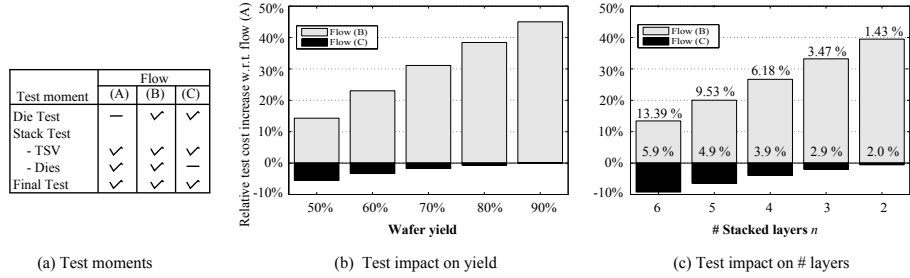 Flow
Test moment (A) (B) (C)
Die Test —
Stack Test
- TSV
- Dies —
Final Test
(a) Test moments
Relative test cost increase w.r.t. flow (A)
50%
40%
30%
20%
10%
0%
-10%
Flow (B)
Flow (C)
50% 60% 70% 80% 90%
Wafer yield
(b) Test impact on yield
50%
40%
30%
20%
10%
0%
-10%
Flow (B)
Flow (C)
13.39 % 9.53 % 6.18 % 3.47 % 1.43 %
5.9 % 4.9 % 3.9 % 2.9 % 2.0 %
6 5 4 3 2
# Stacked layers n
(c) Test impact on # layers